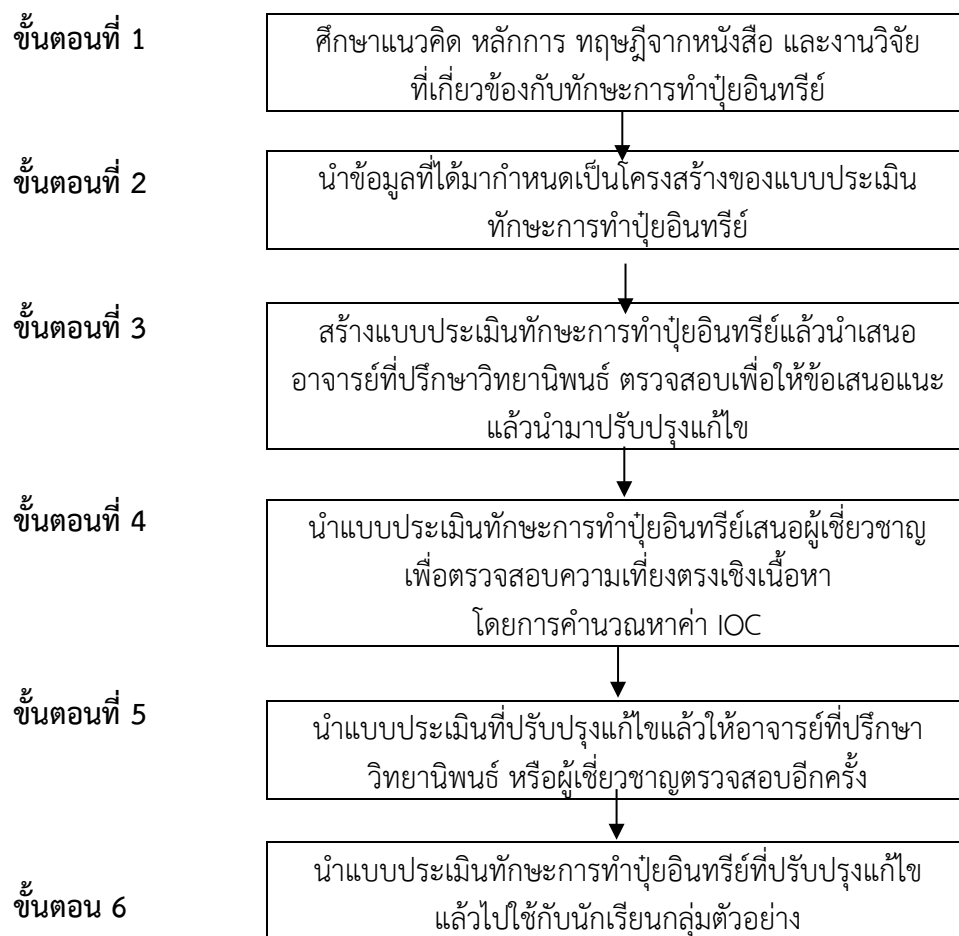 ขั้นตอนที่ 1
ศึกษาแนวคิด หลักการ ทฤษฎีจากหนังสือ และงานวิจัย
ที่เกี่ยวข้องกับทักษะการทำปุ๋ยอินทรีย์
ขั้นตอนที่ 2
นำข้อมูลที่ได้มากำหนดเป็นโครงสร้างของแบบประเมิน
ทักษะการทำปุ๋ยอินทรีย์
ขั้นตอนที่ 3
สร้างแบบประเมินทักษะการทำปุ๋ยอินทรีย์แล้วนำเสนอ
อาจารย์ที่ปรึกษาวิทยานิพนธ์ ตรวจสอบเพื่อให้ข้อเสนอแนะ
แล้วนำมาปรับปรุงแก้ไข
ขั้นตอนที่ 4
นำแบบประเมินทักษะการทำปุ๋ยอินทรีย์เสนอผู้เชี่ยวชาญ
เพื่อตรวจสอบความเที่ยงตรงเชิงเนื้อหา
โดยการคำนวณหาค่า IOC
ขั้นตอนที่ 5
นำแบบประเมินที่ปรับปรุงแก้ไขแล้วให้อาจารย์ที่ปรึกษา
วิทยานิพนธ์ หรือผู้เชี่ยวชาญตรวจสอบอีกครั้ง
ขั้นตอน 6
นำแบบประเมินทักษะการทำปุ๋ยอินทรีย์ที่ปรับปรุงแก้ไข
แล้วไปใช้กับนักเรียนกลุ่มตัวอย่าง